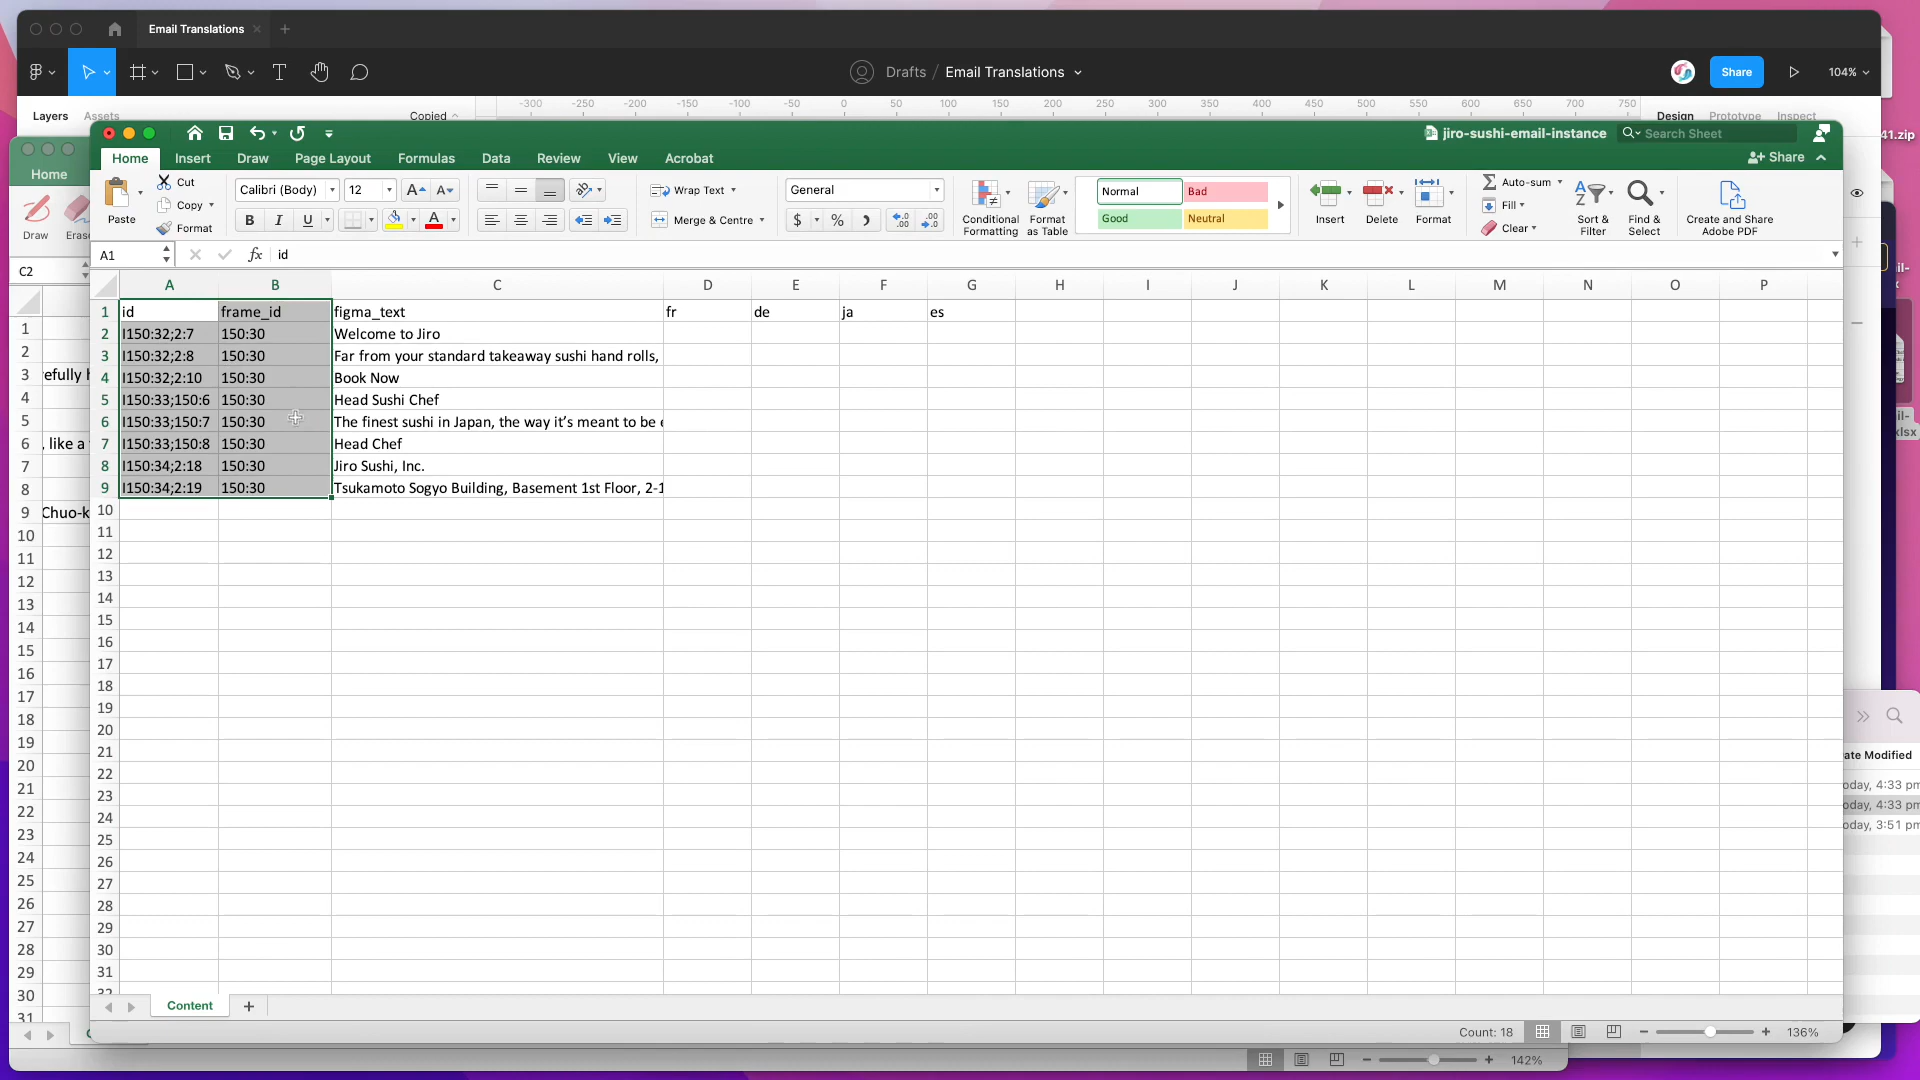 Email Translations
Drafts / Email Translations
Share
104%
Layers
Assets
Copied
-300 -250 -200 -150 -100 -50 0 50 100 150 200 250 300 350 400 450 500 550 600 650 700 750
Design
Prototype
Inspect
41.zip
jiro-sushi-email-instance
Search Sheet
Home
Insert
Draw
Page Layout
Formulas
Data
Review
View
Acrobat
Share
Home
Draw
Erase
C2
Paste
Cut
Copy
Format
Calibri (Body)
12
Wrap Text
Merge & Centre
General
Conditional Formatting
Format as Table
Normal
Bad
Good
Neutral
Insert
Delete
Format
Auto-sum
Fill
Clear
Sort & Filter
Find & Select
Create and Share Adobe PDF
A1
fx id
A B C D E F G H I J K L M N O P
1 id frame_id figma_text fr de ja es
2 I150:32;2:7 150:30 Welcome to Jiro
3 I150:32;2:8 150:30 Far from your standard takeaway sushi hand rolls,
4 I150:32;2:10 150:30 Book Now
5 I150:33;150:6 150:30 Head Sushi Chef
6 I150:33;150:7 150:30 The finest sushi in Japan, the way it’s meant to be e
7 I150:33;150:8 150:30 Head Chef
8 I150:34;2:18 150:30 Jiro Sushi, Inc.
9 I150:34;2:19 150:30 Tsukamoto Sogyo Building, Basement 1st Floor, 2-1
10
11
12
13
14
15
16
17
18
19
20
21
22
23
24
25
26
27
28
29
30
31
32
1
2
3 efully h
4
5
6 , like a
7
8
9 Chuo-k
10
11
12
13
14
15
16
17
18
19
20
21
22
23
24
25
26
27
28
29
30
31
il-
xlsx
ate Modified
oday, 4:33 pm
oday, 4:33 pm
oday, 3:51 pm
Content
Count: 18
136%
142%